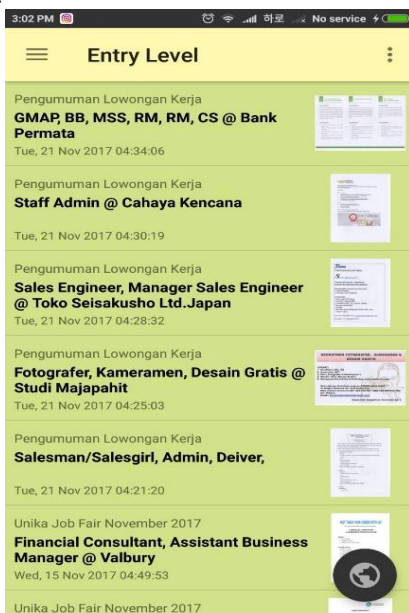 3:02 PM
하로
No service
Entry Level
Pengumuman Lowongan Kerja
GMAP, BB, MSS, RM, RM, CS @ Bank
Permata
Tue, 21 Nov 2017 04:34:06
Pengumuman Lowongan Kerja
Staff Admin @ Cahaya Kencana
Tue, 21 Nov 2017 04:30:19
Pengumuman Lowongan Kerja
Sales Engineer, Manager Sales Engineer
@ Toko Seisakusho Ltd.Japan
Tue, 21 Nov 2017 04:28:32
Pengumuman Lowongan Kerja
Fotografer, Kameramen, Desain Gratis @
Studi Majapahit
Tue, 21 Nov 2017 04:25:03
Pengumuman Lowongan Kerja
Salesman/Salesgirl, Admin, Deiver,
Tue, 21 Nov 2017 04:21:20
Unika Job Fair November 2017
Financial Consultant, Assistant Business
Manager @ Valbury
Wed, 15 Nov 2017 04:49:53
Unika Job Fair November 2017